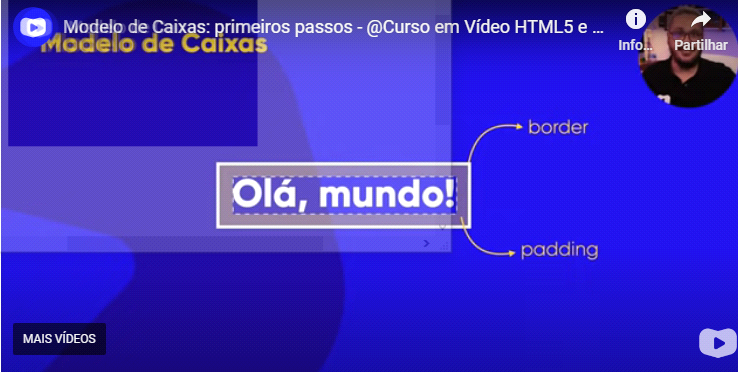 Modelo de Caixas: primeiros passos - @Curso em Vídeo HTML5 e ...
Info...
Partilhar
Modelo de Caixas
border
Olá, mundo!
padding
MAIS VÍDEOS